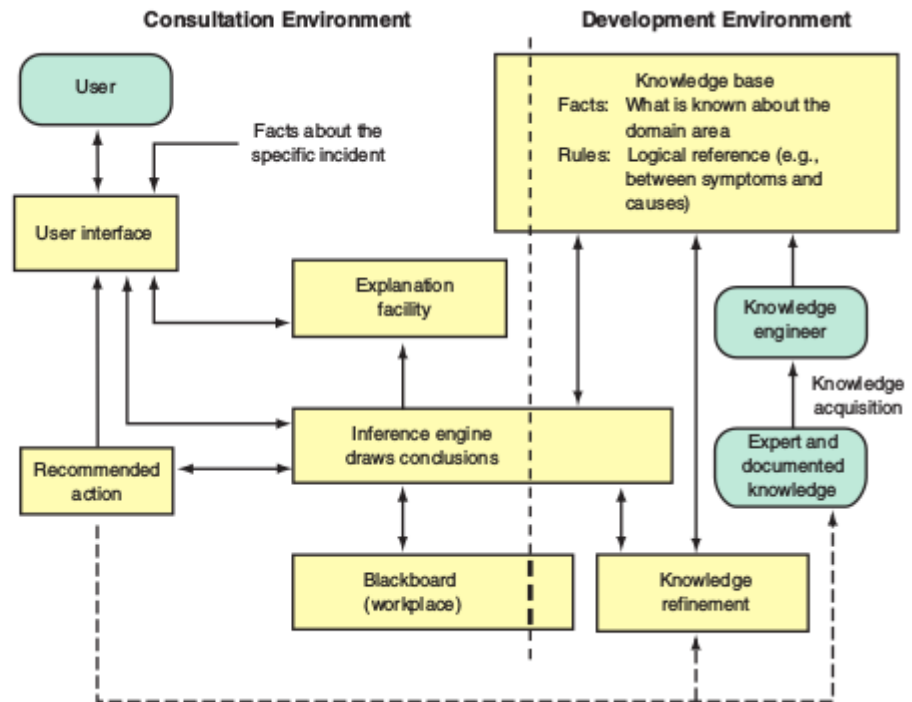 Consultation Environment
Development Environment
User
Facts about the
specific incident
Knowledge base
Facts: What is known about the
domain area
Rules: Logical reference (e.g.,
between symptoms and
causes)
User interface
Explanation
facility
Knowledge
engineer
Knowledge
acquisition
Inference engine
draws conclusions
Expert and
documented
knowledge
Recommended
action
Blackboard
(workplace)
Knowledge
refinement